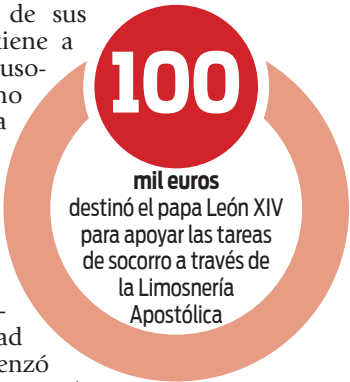 de sus
tiene a
uso-
no
a
100
mil euros
destinó el papa León XIV
para apoyar las tareas
de socorro a través de
la Limosnería
Apostólica
-
ad
enzó